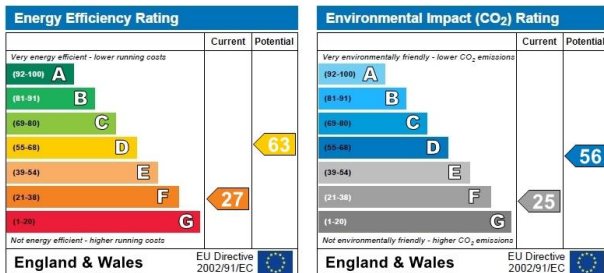 Energy Efficiency Rating
Current Potential
Very energy efficient - lower running costs
(92-100) A
(81-91) B
(69-80) C
(55-68) D
(39-54) E
(21-38) F
(1-20) G
63
27
Not energy efficient - higher running costs
England & Wales
EU Directive
2002/91/EC
Environmental Impact (CO₂) Rating
Current Potential
Very environmentally friendly - lower CO₂ emissions
(92-100) A
(81-91) B
(69-80) C
(55-68) D
(39-54) E
(21-38) F
(1-20) G
56
25
Not environmentally friendly - higher CO₂ emissions
England & Wales
EU Directive
2002/91/EC